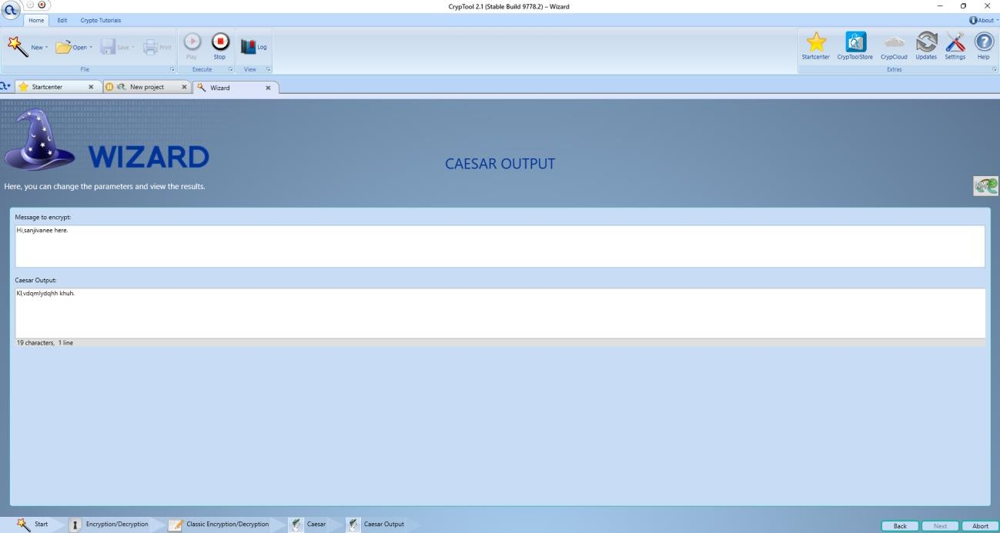 CrypTool 2.1 (Stable Build 9778.2) – Wizard
Home Edit Crypto Tutorials About
New Open Save Print Play Stop Log Startcenter CrypToolStore CrypCloud Updates Settings Help
File Execute View Extras
Startcenter New project Wizard
WIZARD
CAESAR OUTPUT
Here, you can change the parameters and view the results.
Message to encrypt:
Hi,sanjivanee here.
Caesar Output:
Kl,vdqmlydqhh khuh.
19 characters, 1 line
Start Encryption/Decryption Classic Encryption/Decryption Caesar Caesar Output Back Next Abort